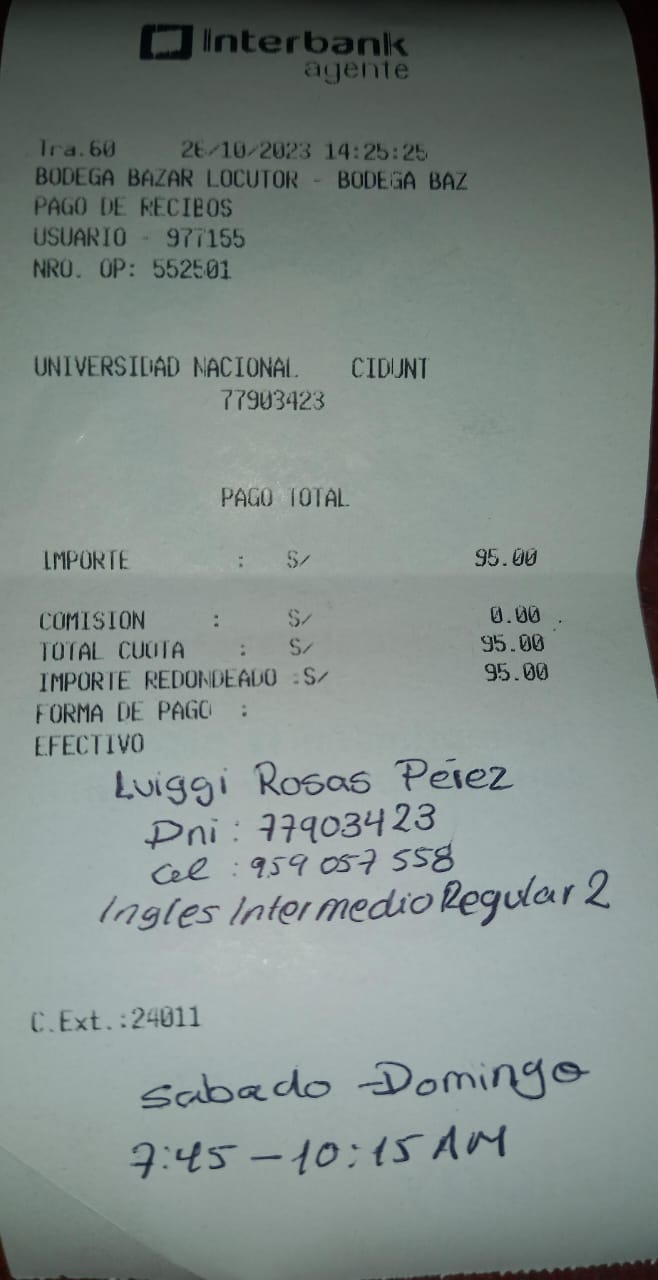 Interbank
agente
Tra.60 26/10/2023 14:25:25
BODEGA BAZAR LOCUTOR - BODEGA BAZ
PAGO DE RECIBOS
USUARIO - 977155
NRO. OP: 552501
UNIVERSIDAD NACIONAL CIDUNT
77903423
PAGO TOTAL
IMPORTE : S/ 95.00
COMISION : S/ 0.00
TOTAL CUOTA : S/ 95.00
IMPORTE REDONDEADO :S/ 95.00
FORMA DE PAGO :
EFECTIVO
Luiggi Rosas Pérez
Dni : 77903423
Cel : 959 057 558
Ingles Intermedio Regular 2
C.Ext.:24011
Sabado - Domingo
7:45 - 10:15 AM